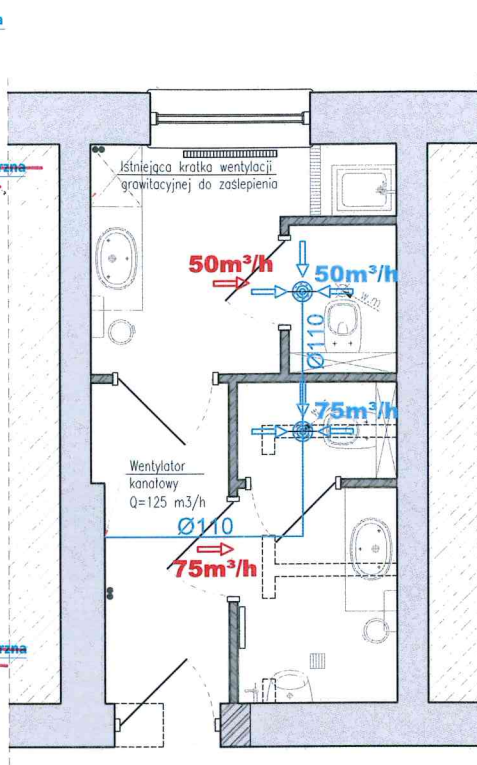 Istniejąca kratka wentylacji
grawitacyjnej do zaślepienia
50m³/h
50m³/h
w.m
Ø110
75m³/h
Wentylator
kanałowy
Q=125 m3/h
Ø110
75m³/h